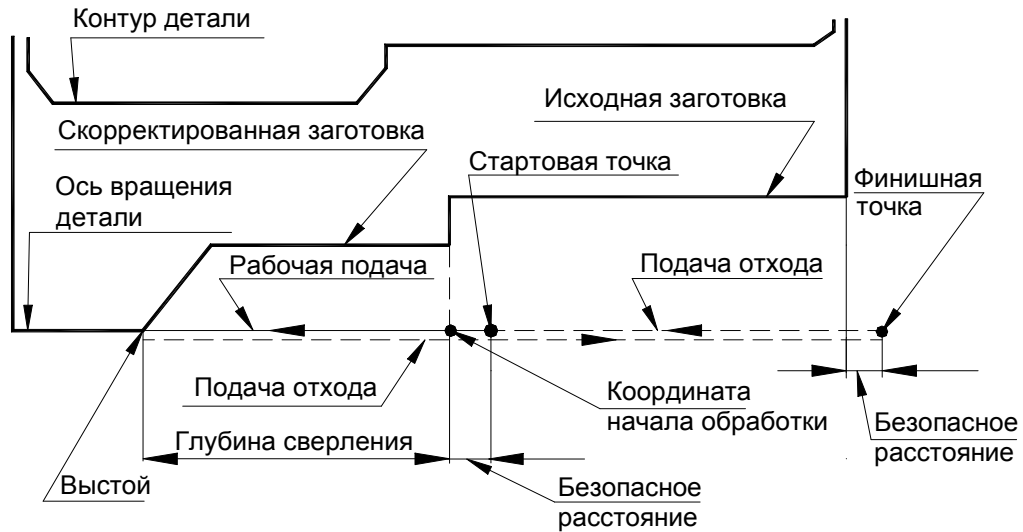 Контур детали
Исходная заготовка
Скорректированная заготовка
Стартовая точка
Ось вращения
детали
Финишная
точка
Рабочая подача
Подача отхода
Подача отхода
Координата
начала обработки
Глубина сверления
Безопасное
расстояние
Выстой
Безопасное
расстояние